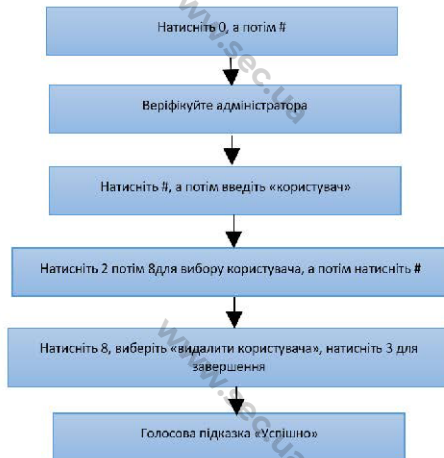 Натисніть 0, а потім #
Веріфікуйте адміністратора
Натисніть #, а потім введіть «користувач»
Натисніть 2 потім 8для вибору користувача, а потім натисніть #
Натисніть 8, виберіть «видалити користувача», натисніть 3 для
завершення
Голосова підказка «Успішно»
www.sec.ua
www.sec.ua